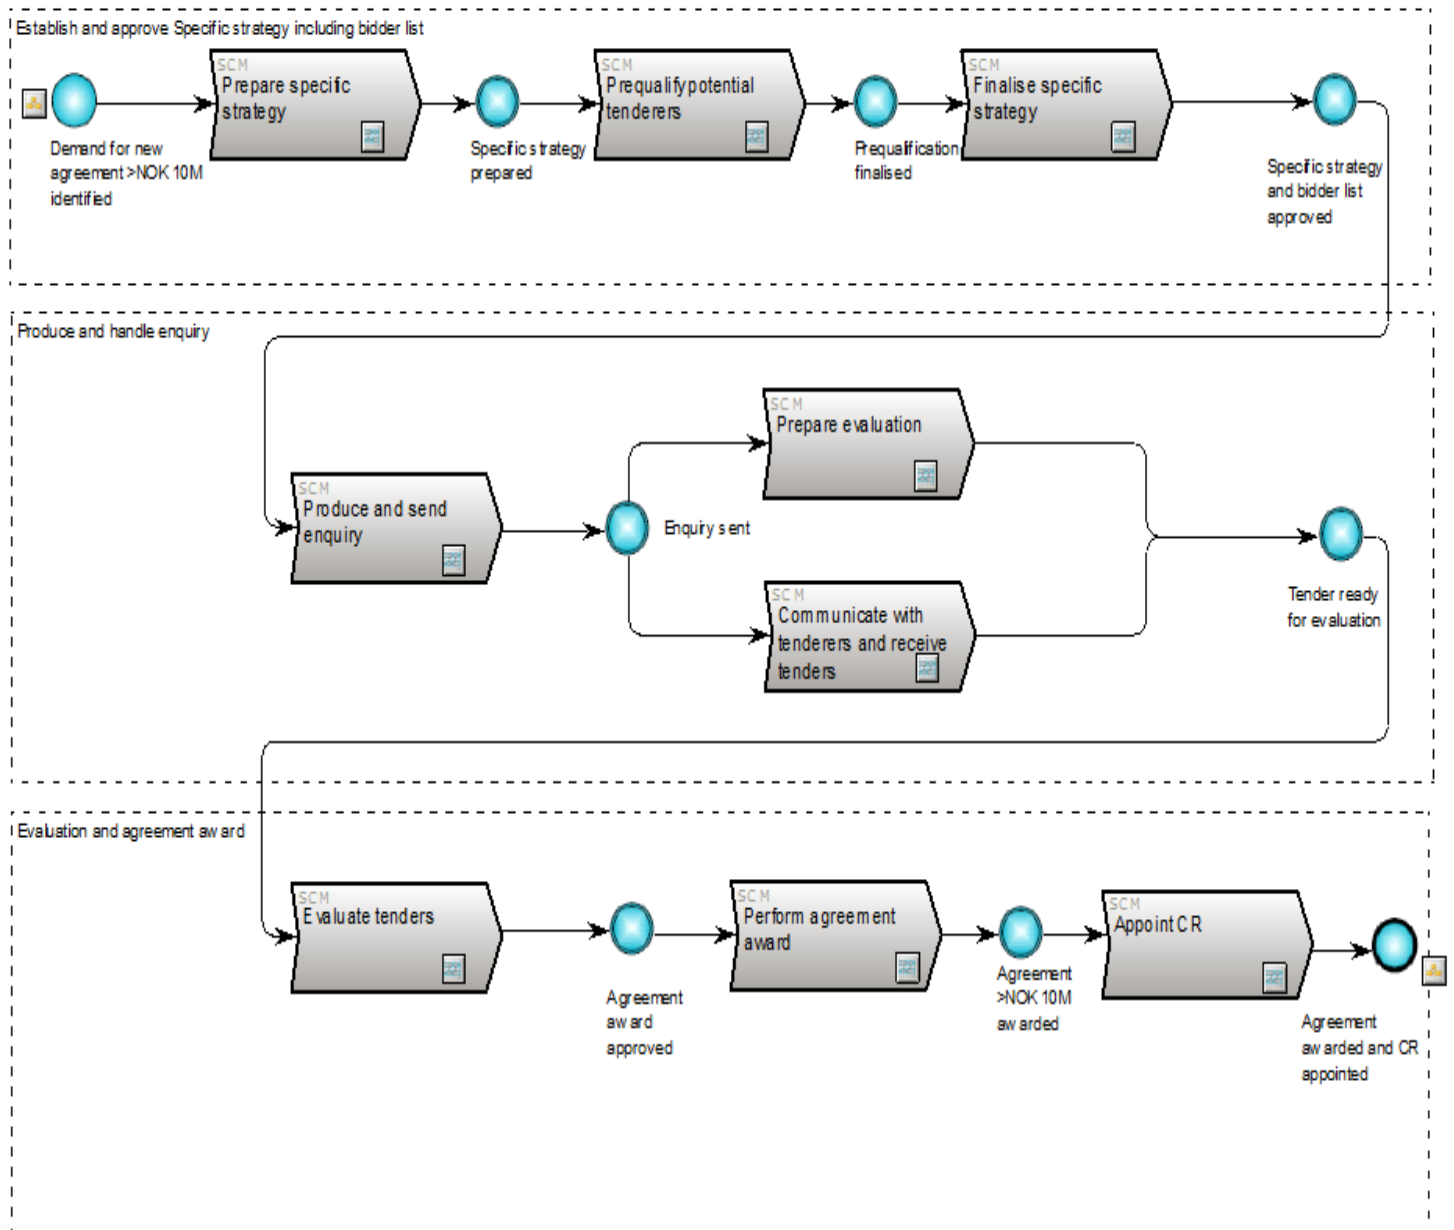 Establish and approve Specific strategy including bidder list
SCM
Prepare specific
strategy
SCM
Prequalify potential
tenderers
SCM
Finalise specific
strategy
Demand for new
agreement >NOK 10M
identified
Specific strategy
prepared
Prequalification
finalised
Specific strategy
and bidder list
approved
Produce and handle enquiry
SCM
Prepare evaluation
SCM
Produce and send
enquiry
Enquiry sent
SCM
Communicate with
tenderers and receive
tenders
Tender ready
for evaluation
Evaluation and agreement award
SCM
Evaluate tenders
SCM
Perform agreement
award
SCM
Appoint CR
Agreement
award
approved
Agreement
>NOK 10M
awarded
Agreement
awarded and CR
appointed